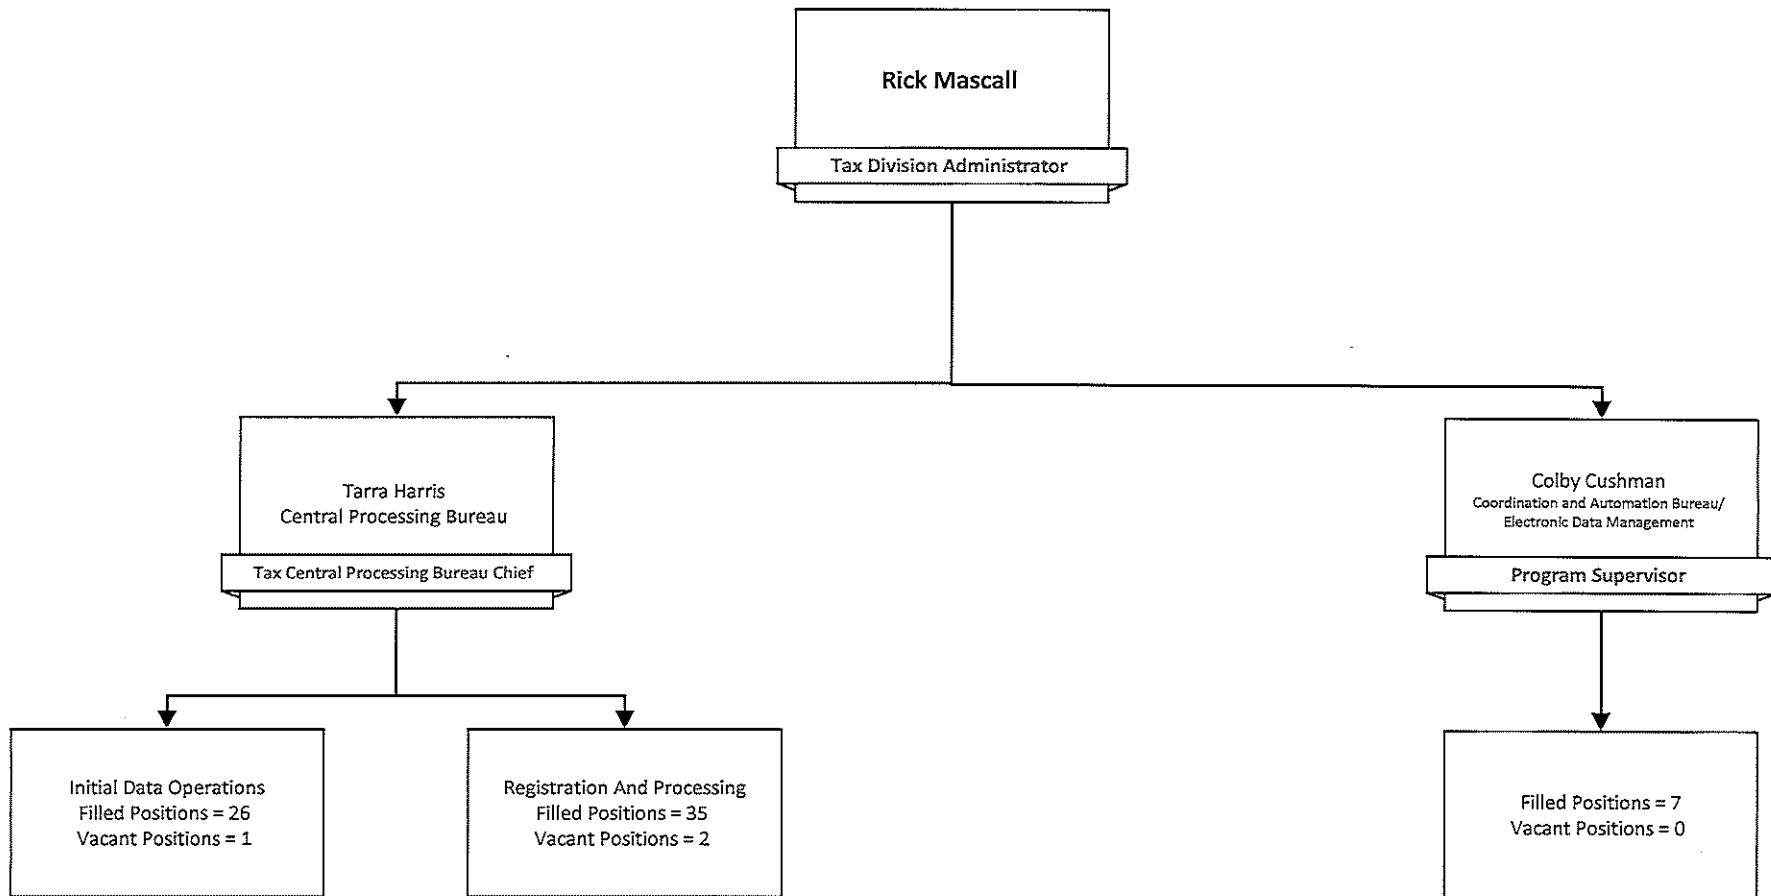 Rick Mascall
Tax Division Administrator
Tarra Harris
Central Processing Bureau
Tax Central Processing Bureau Chief
Colby Cushman
Coordination and Automation Bureau/
Electronic Data Management
Program Supervisor
Initial Data Operations
Filled Positions = 26
Vacant Positions = 1
Registration And Processing
Filled Positions = 35
Vacant Positions = 2
Filled Positions = 7
Vacant Positions = 0